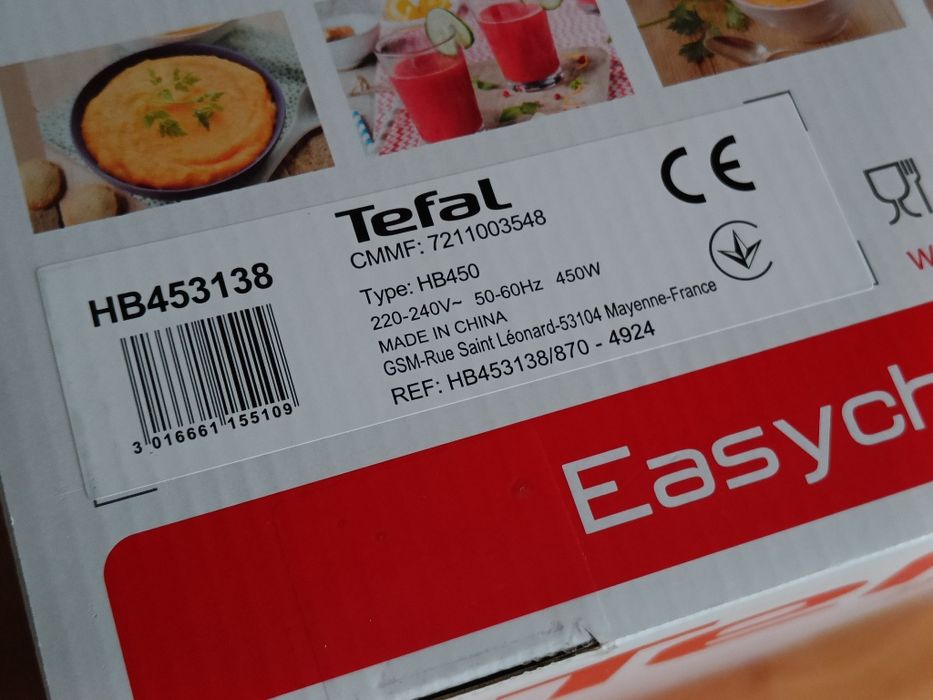 Tefal
CMMF: 7211003548
HB453138
Type: HB450
220-240V~ 50-60Hz 450W
MADE IN CHINA
GSM-Rue Saint Léonard-53104 Mayenne-France
REF: HB453138/870 - 4924
3 016661 155109
CE
Easych